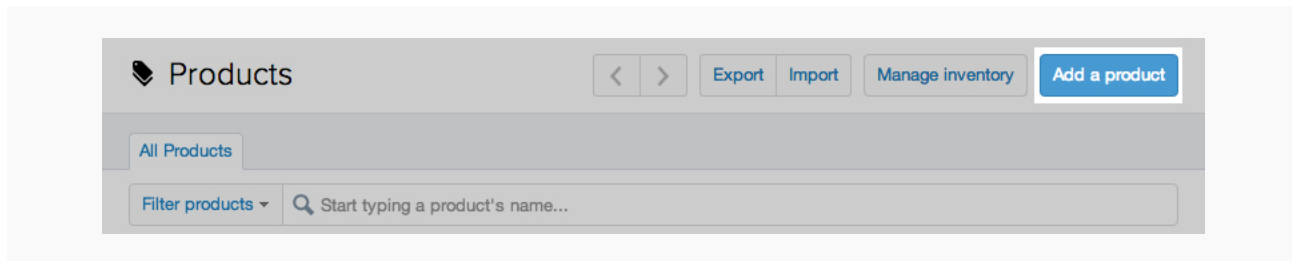 Products Export Import Manage inventory Add a product
All Products
Filter products Start typing a product's name...